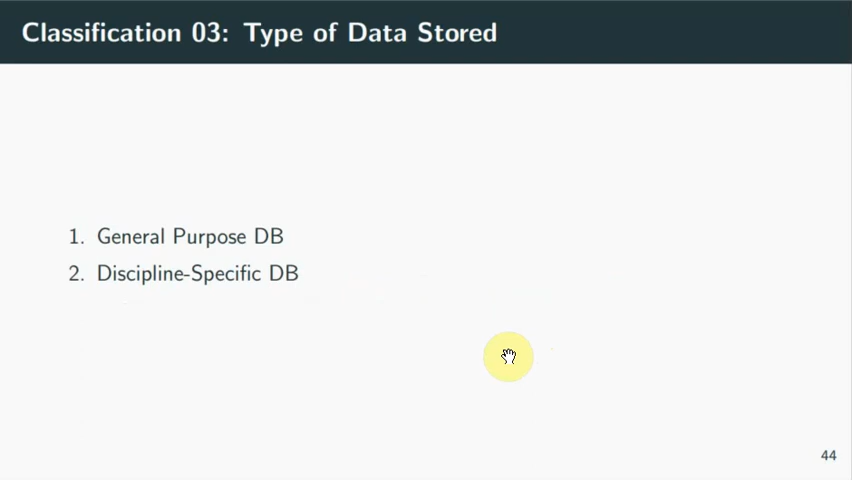 Classification 03: Type of Data Stored
1. General Purpose DB
2. Discipline-Specific DB
44